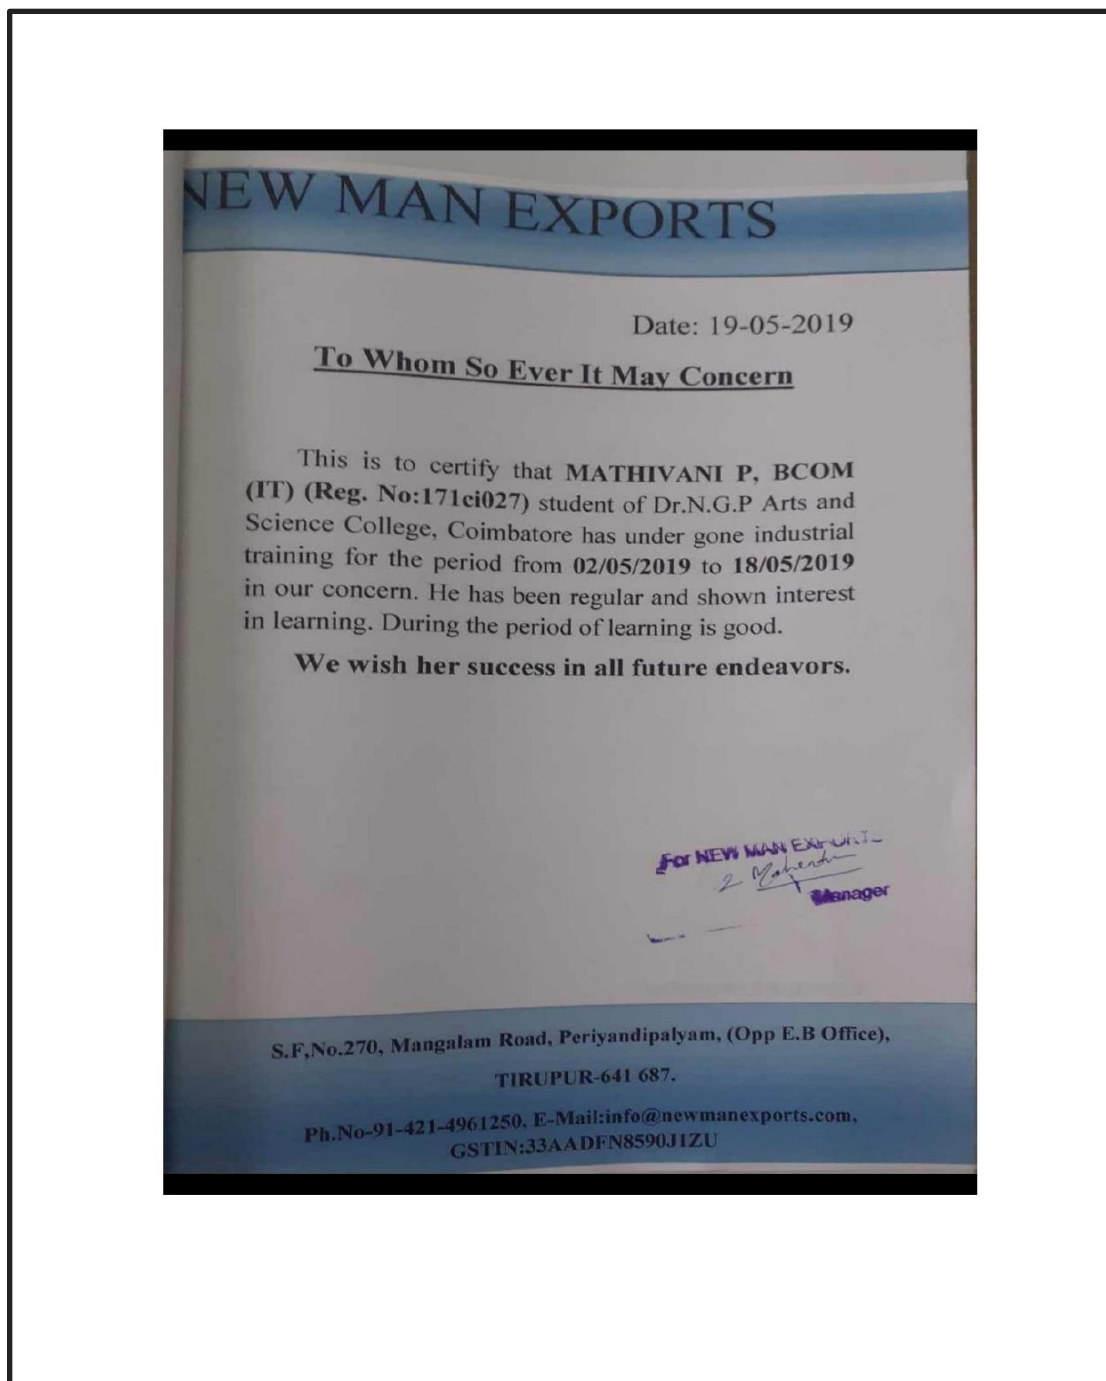 NEW MAN EXPORTS
Date: 19-05-2019
To Whom So Ever It May Concern
This is to certify that MATHIVANI P, BCOM
(IT) (Reg. No:171ci027) student of Dr.N.G.P Arts and
Science College, Coimbatore has under gone industrial
training for the period from 02/05/2019 to 18/05/2019
in our concern. He has been regular and shown interest
in learning. During the period of learning is good.
We wish her success in all future endeavors.
For NEW MAN EXPORTS
Manager
S.F,No.270, Mangalam Road, Periyandipalyam, (Opp E.B Office),
TIRUPUR-641 687.
Ph.No-91-421-4961250, E-Mail:info@newmanexports.com,
GSTIN:33AADFN8590J1ZU